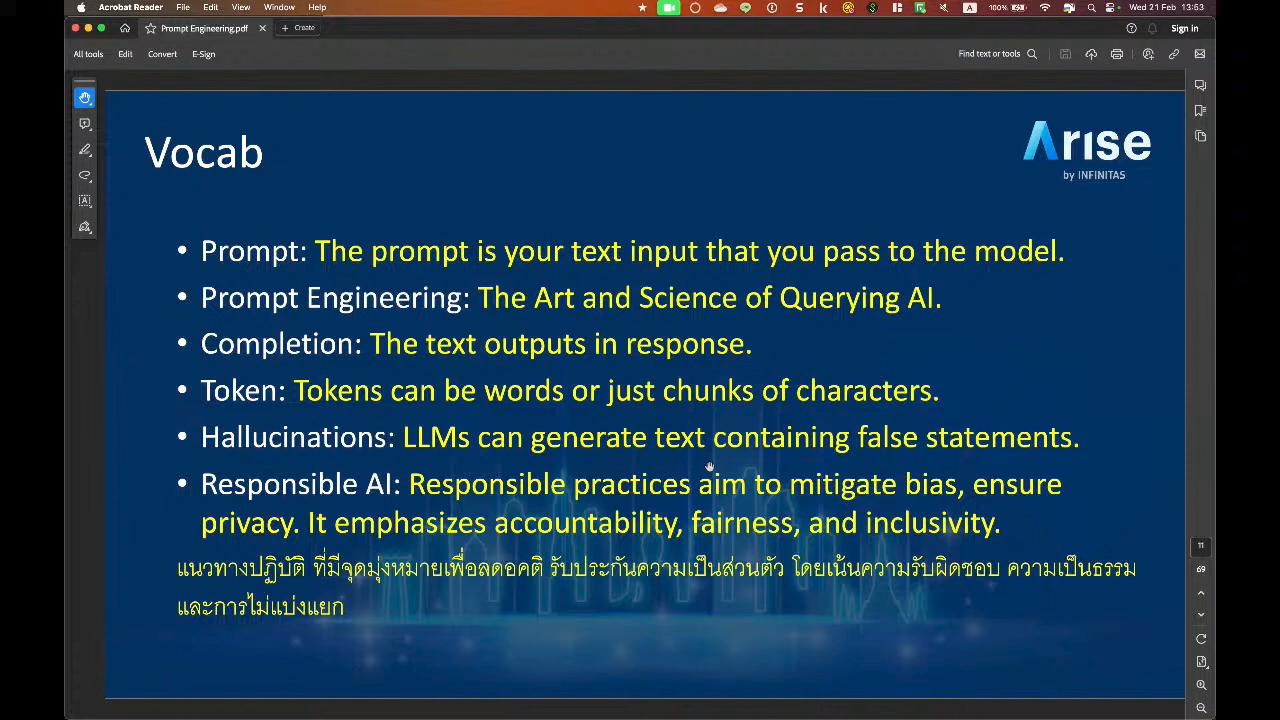 Acrobat Reader File Edit View Window Help 100% Wed 21 Feb 13:53
Prompt Engineering.pdf + Create Sign in
All tools Edit Convert E-Sign Find text or tools
Vocab
Arise
by INFINITAS
• Prompt: The prompt is your text input that you pass to the model.
• Prompt Engineering: The Art and Science of Querying AI.
• Completion: The text outputs in response.
• Token: Tokens can be words or just chunks of characters.
• Hallucinations: LLMs can generate text containing false statements.
• Responsible AI: Responsible practices aim to mitigate bias, ensure
privacy. It emphasizes accountability, fairness, and inclusivity.
แนวทางปฏิบัติ ที่มีจุดมุ่งหมายเพื่อลดอคติ รับประกันความเป็นส่วนตัว โดยเน้นความรับผิดชอบ ความเป็นธรรม
และการไม่แบ่งแยก
11
69